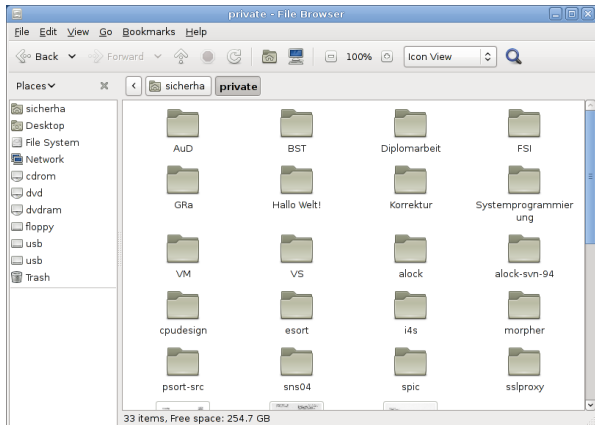 private - File Browser
File Edit View Go Bookmarks Help
Back Forward 100% Icon View
Places sicherha private
sicherha
Desktop
File System
Network
cdrom
dvd
dvdram
floppy
usb
usb
Trash
AuD BST Diplomarbeit FSI
GRa Hallo Welt! Korrektur Systemprogrammier
ung
VM VS alock alock-svn-94
cpudesign esort i4s morpher
psort-src sns04 spic sslproxy
33 items, Free space: 254.7 GB